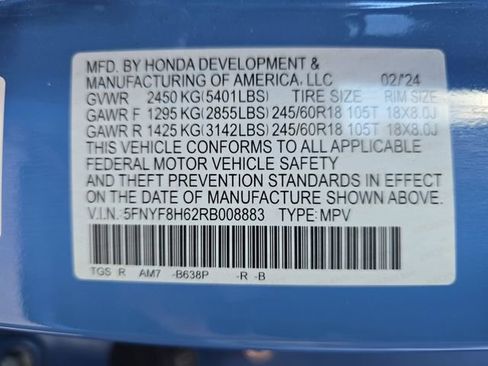 MFD. BY HONDA DEVELOPMENT &
MANUFACTURING OF AMERICA, LLC 02/'24
GVWR 2450 KG(5401LBS) TIRE SIZE RIM SIZE
GAWR F 1295 KG(2855LBS) 245/60R18 105T 18X8.0J
GAWR R 1425 KG(3142LBS) 245/60R18 105T 18X8.0J
THIS VEHICLE CONFORMS TO ALL APPLICABLE
FEDERAL MOTOR VEHICLE SAFETY
AND THEFT PREVENTION STANDARDS IN EFFECT
ON THE DATE OF MANUFACTURE SHOWN ABOVE.
V.I.N.:5FNYF8H62RB008883 TYPE:MPV
TGS R AM7 -B638P -R -B